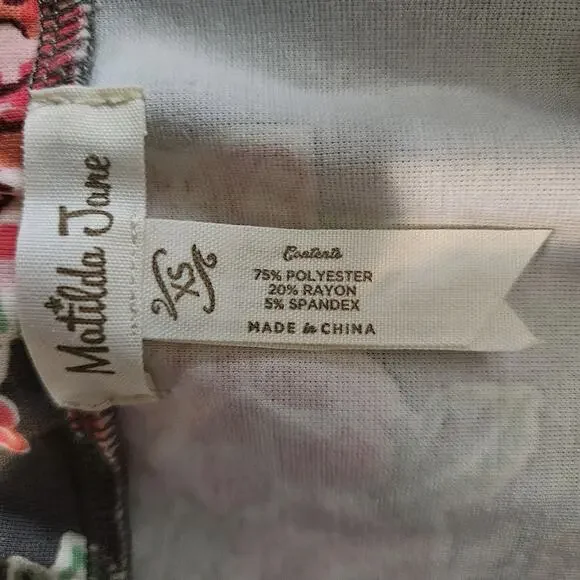 Matilda Jane
XS
Contents
75% POLYESTER
20% RAYON
5% SPANDEX
MADE in CHINA